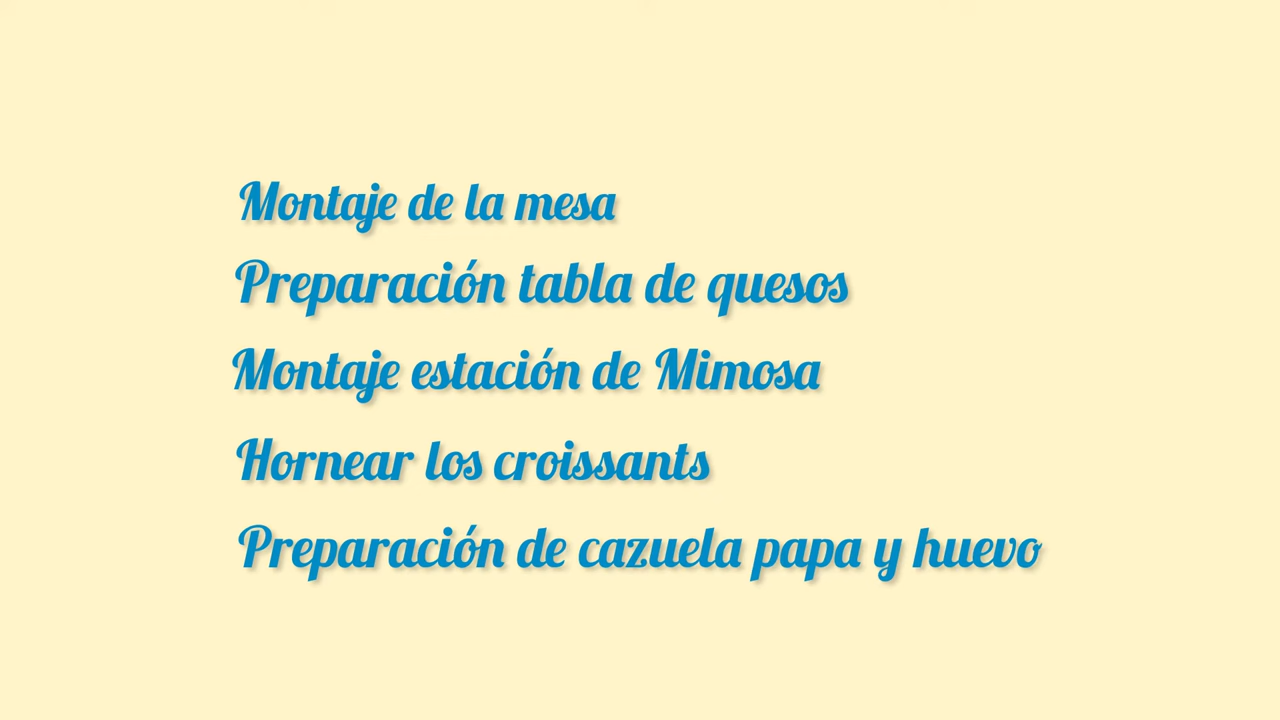 Montaje de la mesa
Preparación tabla de quesos
Montaje estación de Mimosa
Hornear los croissants
Preparación de cazuela papa y huevo